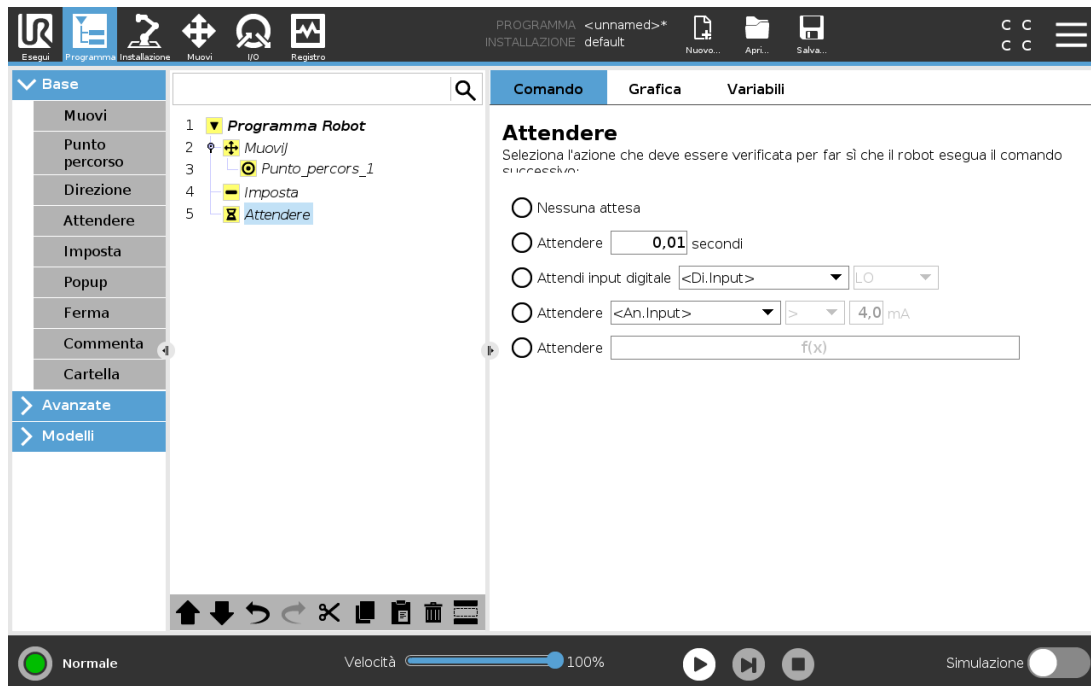 PROGRAMMA <unnamed>*
INSTALLAZIONE default
Esegui Programma Installazione Muovi I/O Registro
Nuovo... Apri... Salva...
C C
C C
Base
Muovi
Punto
percorso
Direzione
Attendere
Imposta
Popup
Ferma
Commenta
Cartella
Avanzate
Modelli
1 Programma Robot
2 MuoviJ
3 Punto_percors_1
4 Imposta
5 Attendere
Comando Grafica Variabili
Attendere
Seleziona l'azione che deve essere verificata per far sì che il robot esegua il comando
successivo:
Nessuna attesa
Attendere 0,01 secondi
Attendi input digitale <Di.Input> LO
Attendere <An.Input> > 4,0 mA
Attendere f(x)
Normale Velocità 100% Simulazione